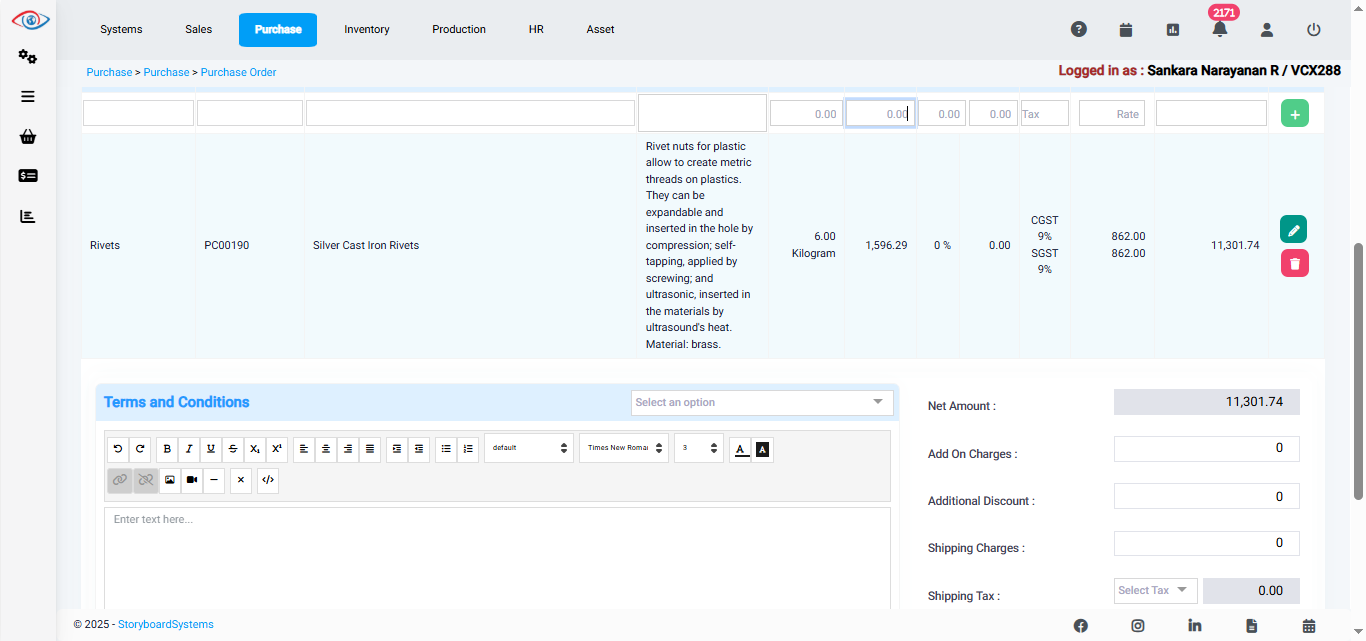 Systems
Sales
Purchase
Inventory
Production
HR
Asset
2171
Purchase > Purchase > Purchase Order
Logged in as : Sankara Narayanan R / VCX288
0.00
0.00
0.00
0.00
Tax
Rate
Rivets
PC00190
Silver Cast Iron Rivets
Rivet nuts for plastic
allow to create metric
threads on plastics.
They can be
expandable and
inserted in the hole by
compression; self-
tapping, applied by
screwing; and
ultrasonic, inserted in
the materials by
ultrasound's heat.
Material: brass.
6.00
Kilogram
1,596.29
0 %
0.00
CGST
9%
SGST
9%
862.00
862.00
11,301.74
Terms and Conditions
Select an option
default
Times New Roma
3
Enter text here...
Net Amount :
11,301.74
Add On Charges :
0
Additional Discount :
0
Shipping Charges :
0
Shipping Tax :
Select Tax
0.00
© 2025 - StoryboardSystems